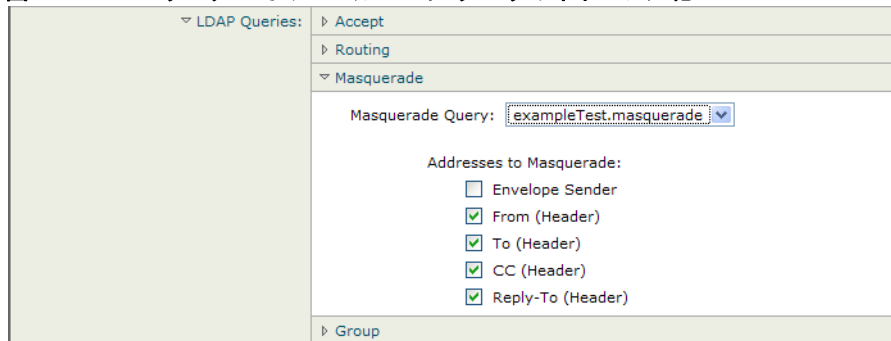 LDAP Queries:
Accept
Routing
Masquerade
Masquerade Query: exampleTest.masquerade
Addresses to Masquerade:
Envelope Sender
From (Header)
To (Header)
CC (Header)
Reply-To (Header)
Group